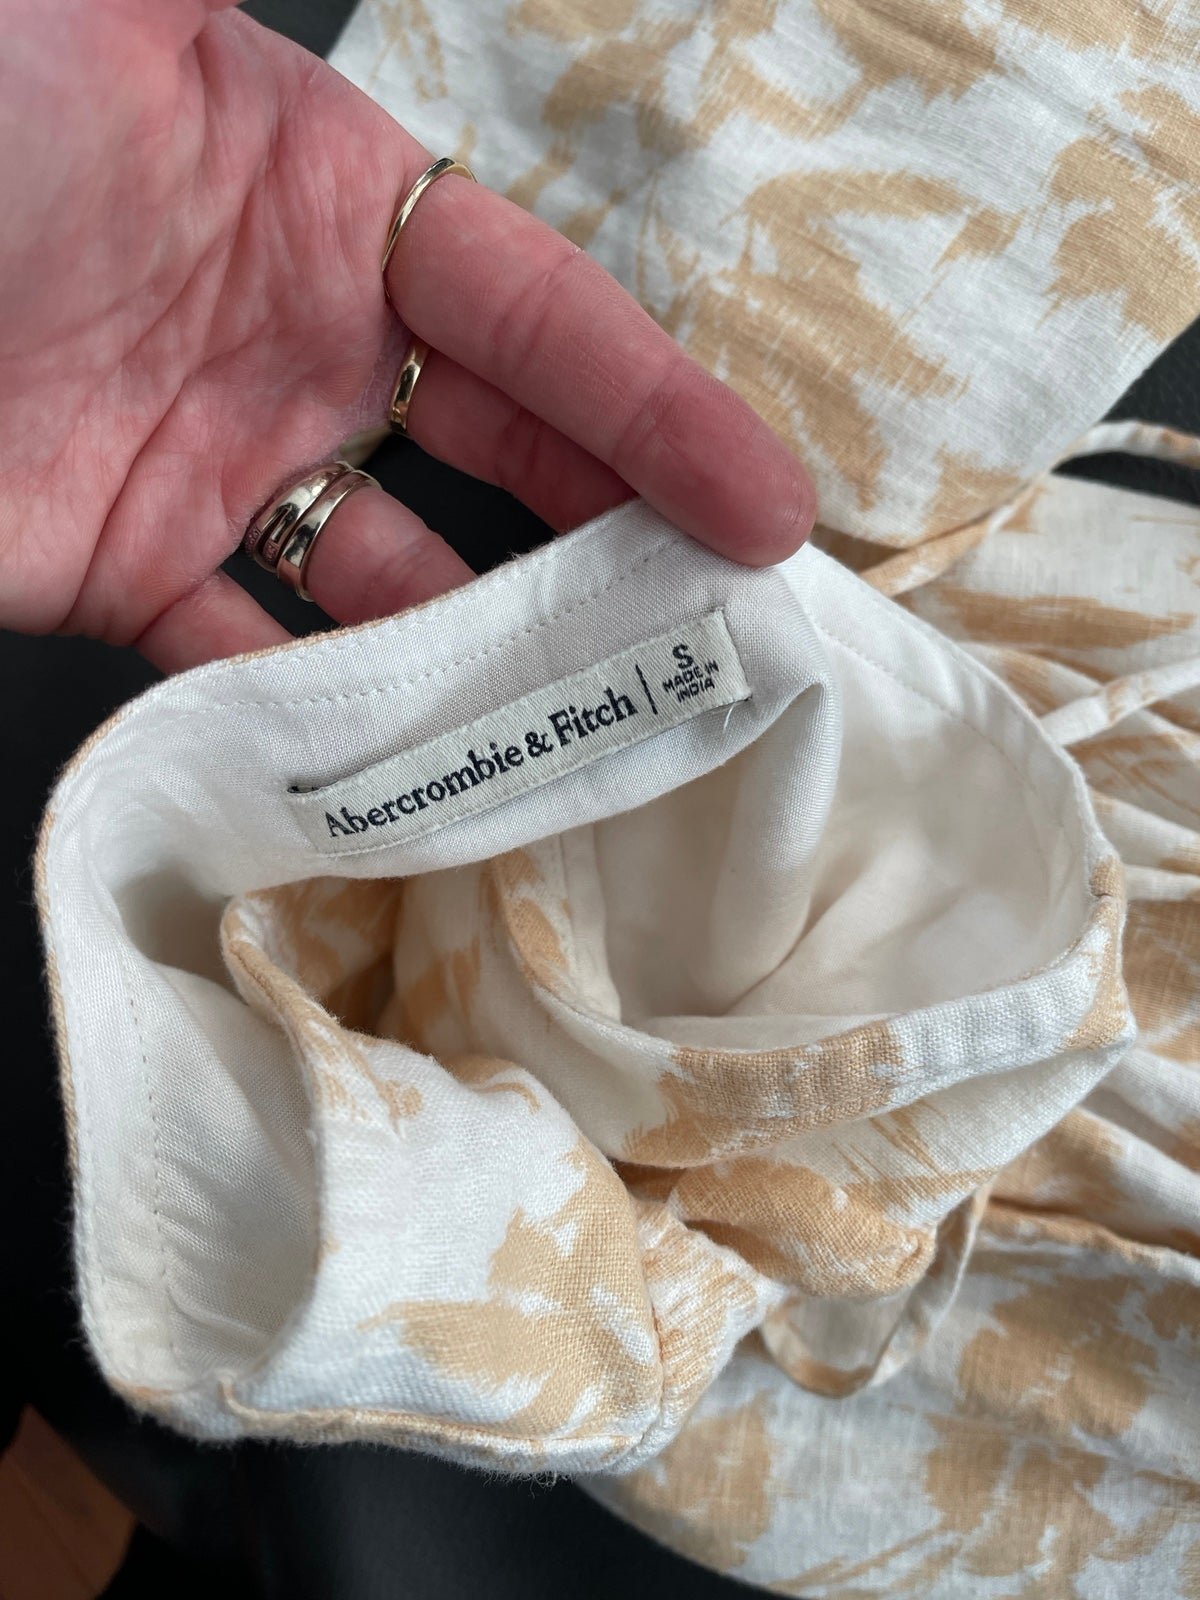 Abercrombie & Fitch | S
MADE IN
INDIA